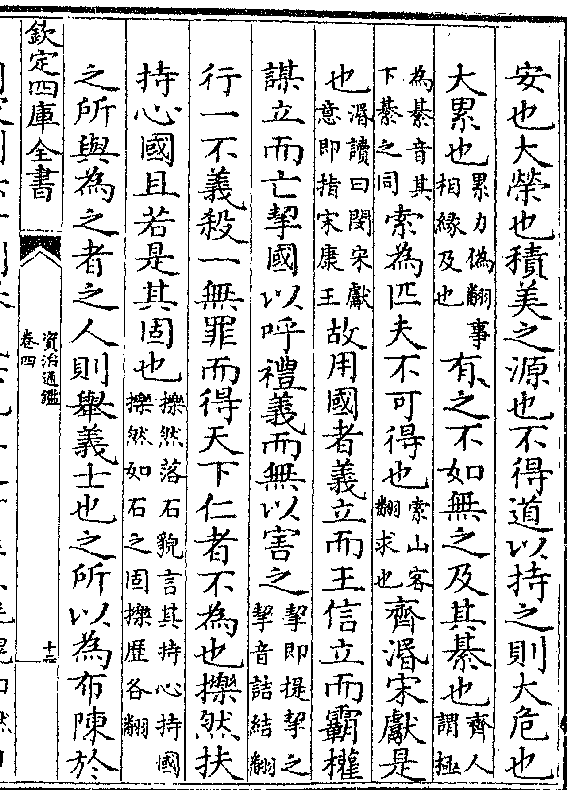 安也大榮也積美之源也不得道以持之則大危也
大累也累力偽翻事相緣及也有之不如無之及其綦也齊人謂極
為綦音其下綦之同索為匹夫不可得也索山客翻求也齊湣宋獻是
也湣讀曰閔宋獻意即指宋康王故用國者義立而王信立而霸權
謀立而亡挈國以呼禮義而無以害之挈即提挈之挈音詰結翻
行一不義殺一無罪而得天下仁者不為也擽然扶
持心國且若是其固也擽然落石貌言其持心持國擽然如石之固擽歷各翻
之所與為之者之人則舉義士也之所以為布陳於
欽定四庫全書
資治通鑑
卷四